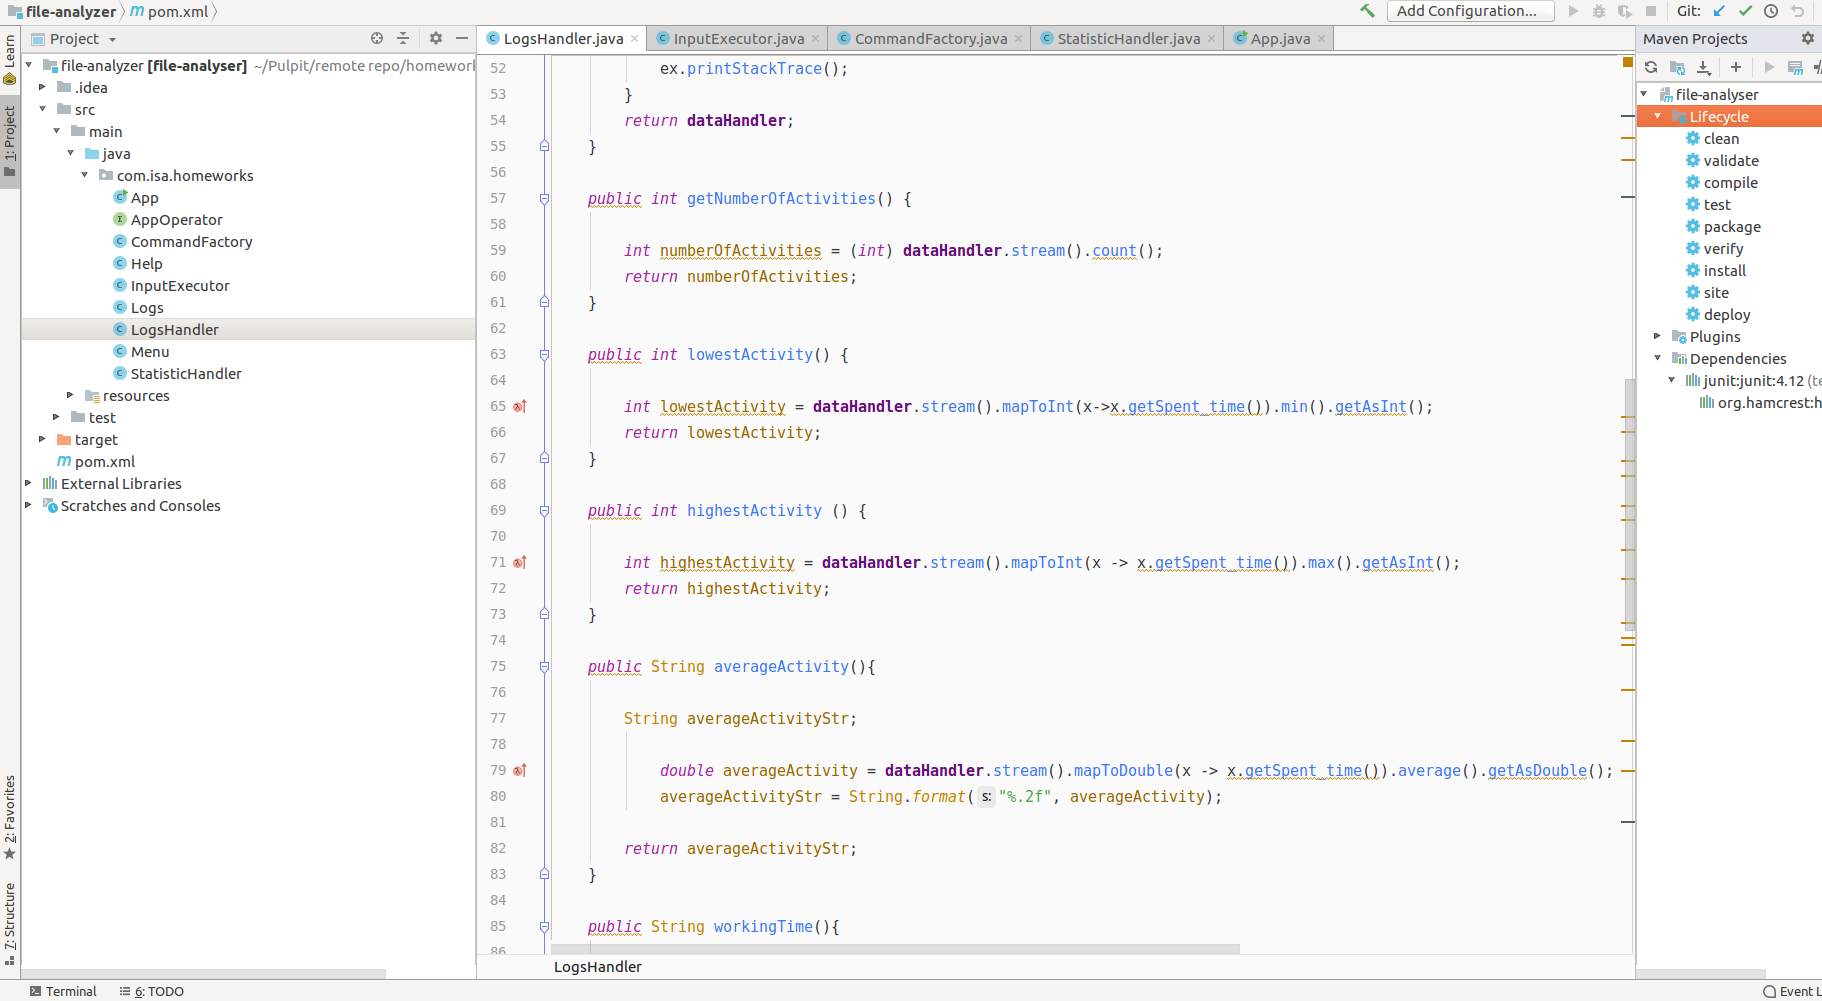 file-analyzer pom.xml
Add Configuration... Git:
Project
LogsHandler.java InputExecutor.java CommandFactory.java StatisticHandler.java App.java
Maven Projects
Learn
1: Project
2: Favorites
7: Structure
file-analyzer [file-analyser] ~/Pulpit/remote repo/homewor
.idea
src
main
java
com.isa.homeworks
App
AppOperator
CommandFactory
Help
InputExecutor
Logs
LogsHandler
Menu
StatisticHandler
resources
test
target
pom.xml
External Libraries
Scratches and Consoles
52 ex.printStackTrace();
53 }
54 return dataHandler;
55 }
56
57 public int getNumberOfActivities() {
58
59 int numberOfActivities = (int) dataHandler.stream().count();
60 return numberOfActivities;
61 }
62
63 public int lowestActivity() {
64
65 int lowestActivity = dataHandler.stream().mapToInt(x->x.getSpent_time()).min().getAsInt();
66 return lowestActivity;
67 }
68
69 public int highestActivity () {
70
71 int highestActivity = dataHandler.stream().mapToInt(x -> x.getSpent_time()).max().getAsInt();
72 return highestActivity;
73 }
74
75 public String averageActivity(){
76
77 String averageActivityStr;
78
79 double averageActivity = dataHandler.stream().mapToDouble(x -> x.getSpent_time()).average().getAsDouble();
80 averageActivityStr = String.format( s: "%.2f", averageActivity);
81
82 return averageActivityStr;
83 }
84
85 public String workingTime(){
86
LogsHandler
file-analyser
Lifecycle
clean
validate
compile
test
package
verify
install
site
deploy
Plugins
Dependencies
junit:junit:4.12 (te
org.hamcrest:h
Terminal 6: TODO
Event L